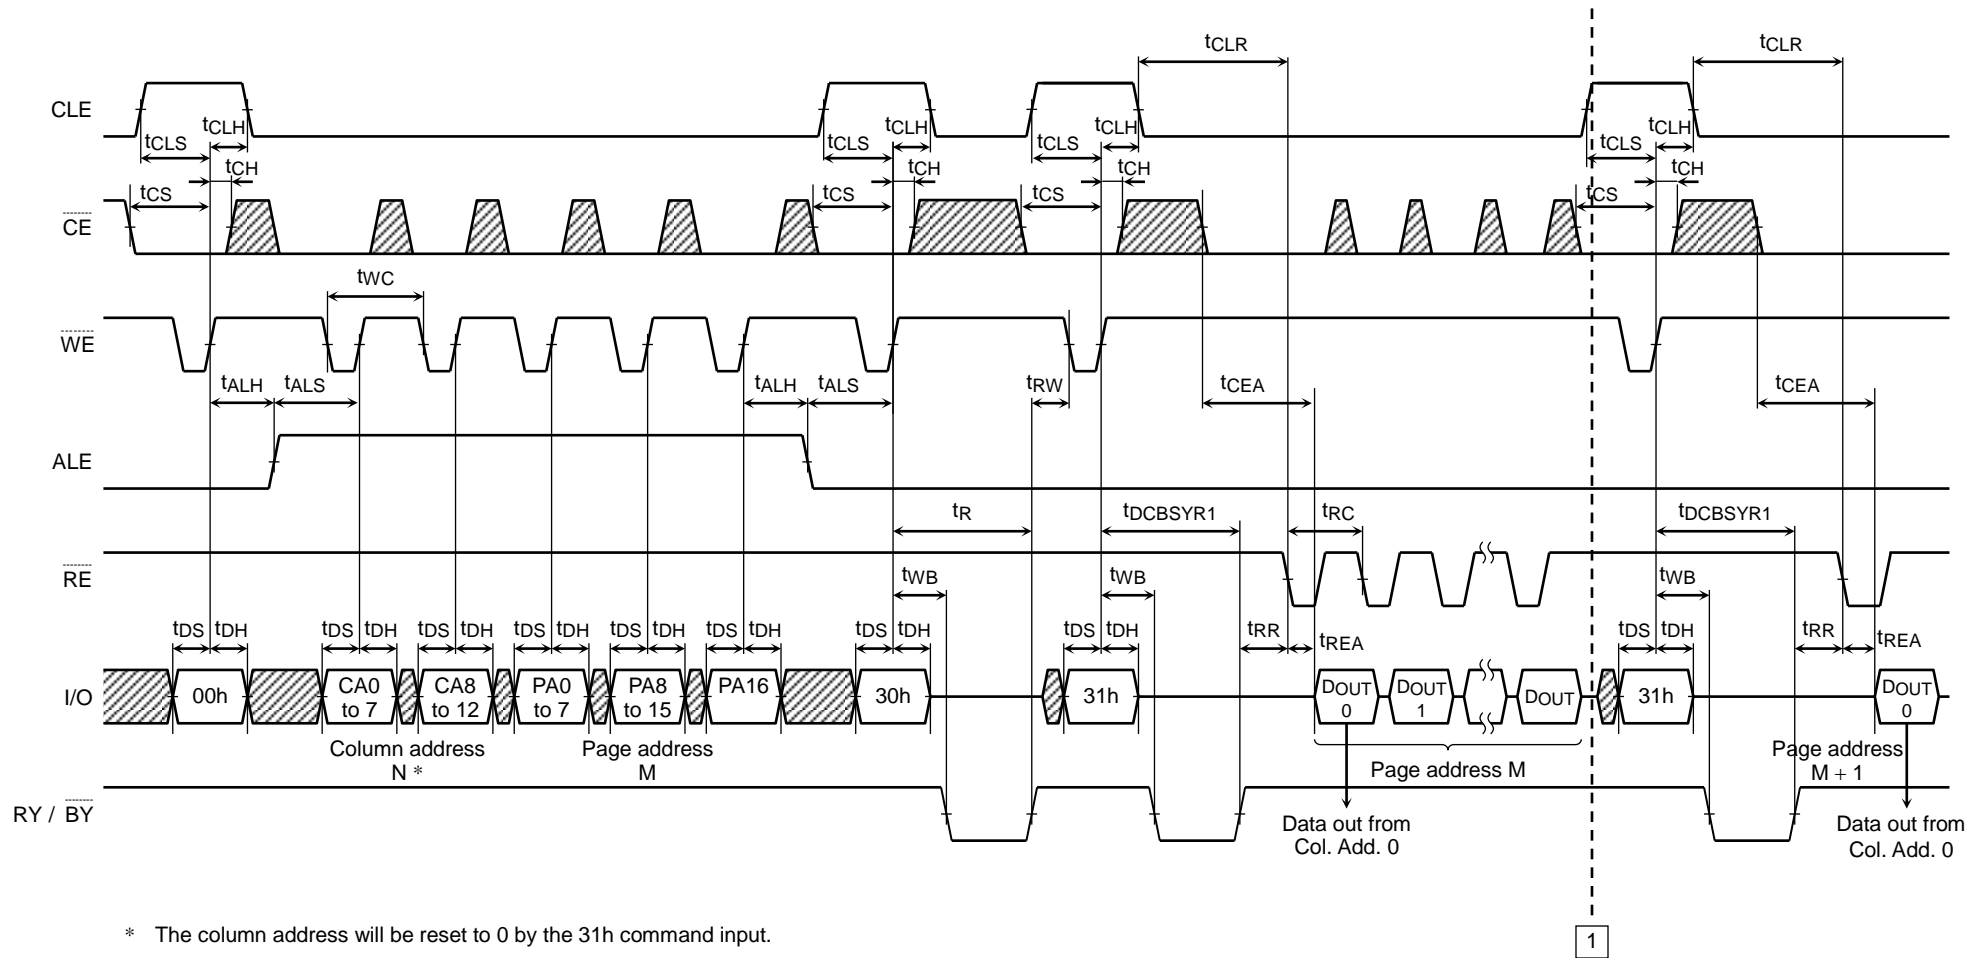 tCLR
tCLR
CLE
tCLS
tCLH
tCLS
tCLH
tCLS
tCLH
tCLS
tCLH
tCH
tCH
tCH
tCH
tCS
tCS
tCS
tCS
CE
tWC
WE
tALH
tALS
tALH
tALS
tRW
tCEA
tCEA
ALE
tR
tDCBSYR1
tRC
tDCBSYR1
RE
tWB
tWB
tWB
tDS
tDH
tDS
tDH
tDS
tDH
tDS
tDH
tDS
tDH
tDS
tDH
tDS
tDH
tDS
tDH
tRR
tREA
tDS
tDH
tRR
tREA
I/O
00h
CA0
to 7
CA8
to 12
PA0
to 7
PA8
to 15
PA16
30h
31h
DOUT
0
DOUT
1
DOUT
31h
DOUT
0
Column address
N *
Page address
M
Page address M
Page address
M + 1
RY / BY
Data out from
Col. Add. 0
Data out from
Col. Add. 0
* The column address will be reset to 0 by the 31h command input.
1